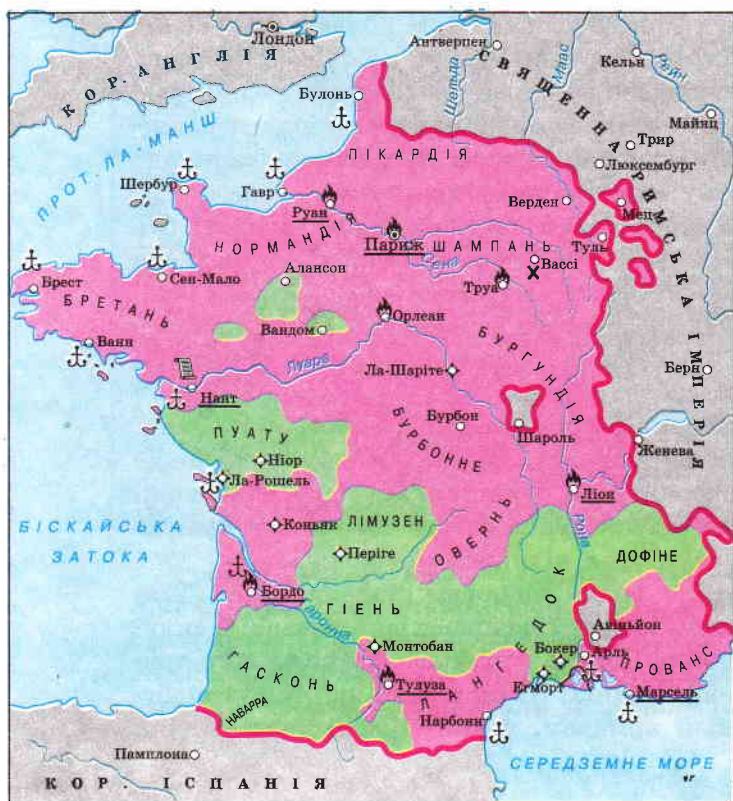 Лондон
КОР. АНГЛІЯ
Антверпен
Кельн
Рейн
Шельда
Маас
Булонь
СВЯЩЕННА РИМСЬКА ІМПЕРІЯ
Майнц
ПРОТ. ЛА-МАНШ
ПІКАРДІЯ
Трир
Люксембург
Шербур
Гавр
Руан
Верден
Мец
НОРМАНДІЯ
Париж
ШАМПАНЬ
Туль
Сена
Вассі
Брест
Сен-Мало
Алансон
Труа
БРЕТАНЬ
Вандом
Орлеан
Ванн
Луара
БУРГУНДІЯ
Ла-Шаріте
Берн
Нант
ПУАТУ
Бурбон
БУРБОННЕ
Шароль
Женева
Ніор
Ла-Рошель
Ліон
БІСКАЙСЬКА
ЗАТОКА
Коньяк
ЛІМУЗЕН
ОВЕРНЬ
Рона
Періге
ДОФІНЕ
Бордо
ГІЕНЬ
Гаронна
Авіньйон
Монтобан
Бокер
Арль
ПРОВАНС
ГАСКОНЬ
ЛАНГЕДОК
Тулуза
Егморт
НАВАРРА
Нарбонн
Марсель
Памплона
СЕРЕДЗЕМНЕ МОРЕ
КОР. ІСПАНІЯ